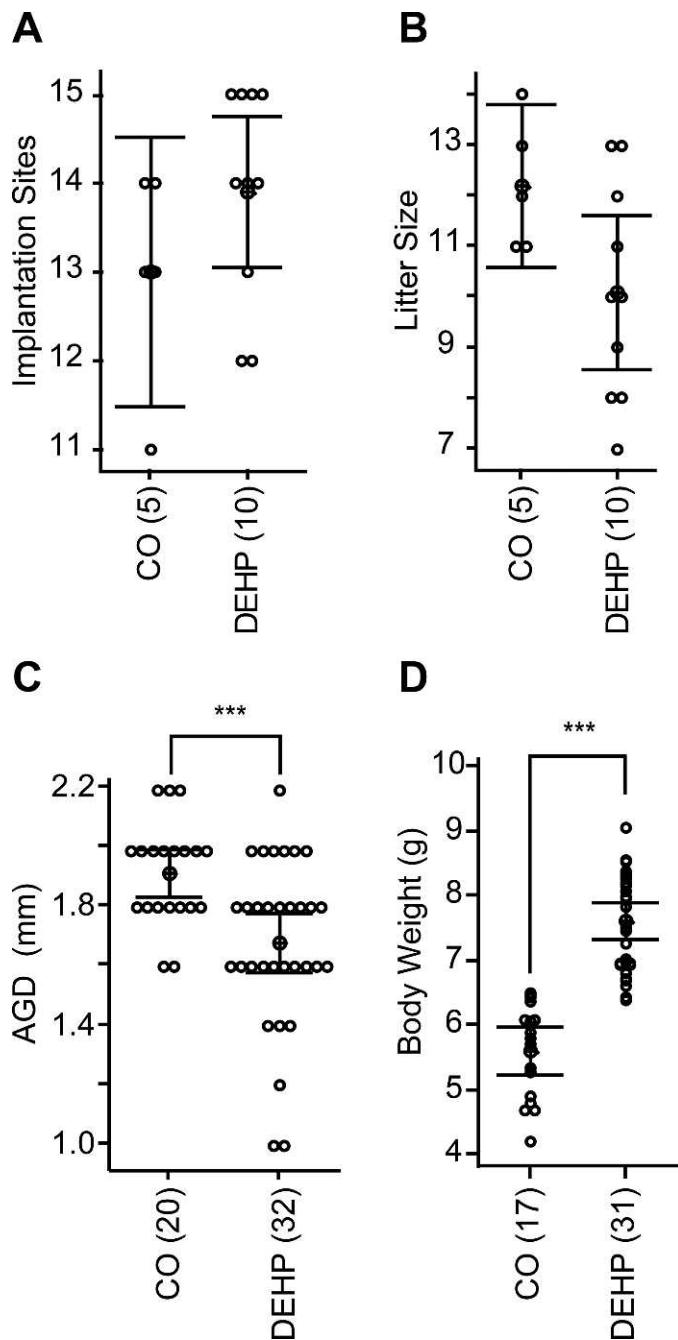 A
Implantation Sites
15
14
13
12
11
CO (5)
DEHP (10)
B
Litter Size
13
11
9
7
CO (5)
DEHP (10)
C
***
AGD (mm)
2.2
1.8
1.4
1.0
CO (20)
DEHP (32)
D
***
Body Weight (g)
10
9
8
7
6
5
4
CO (17)
DEHP (31)